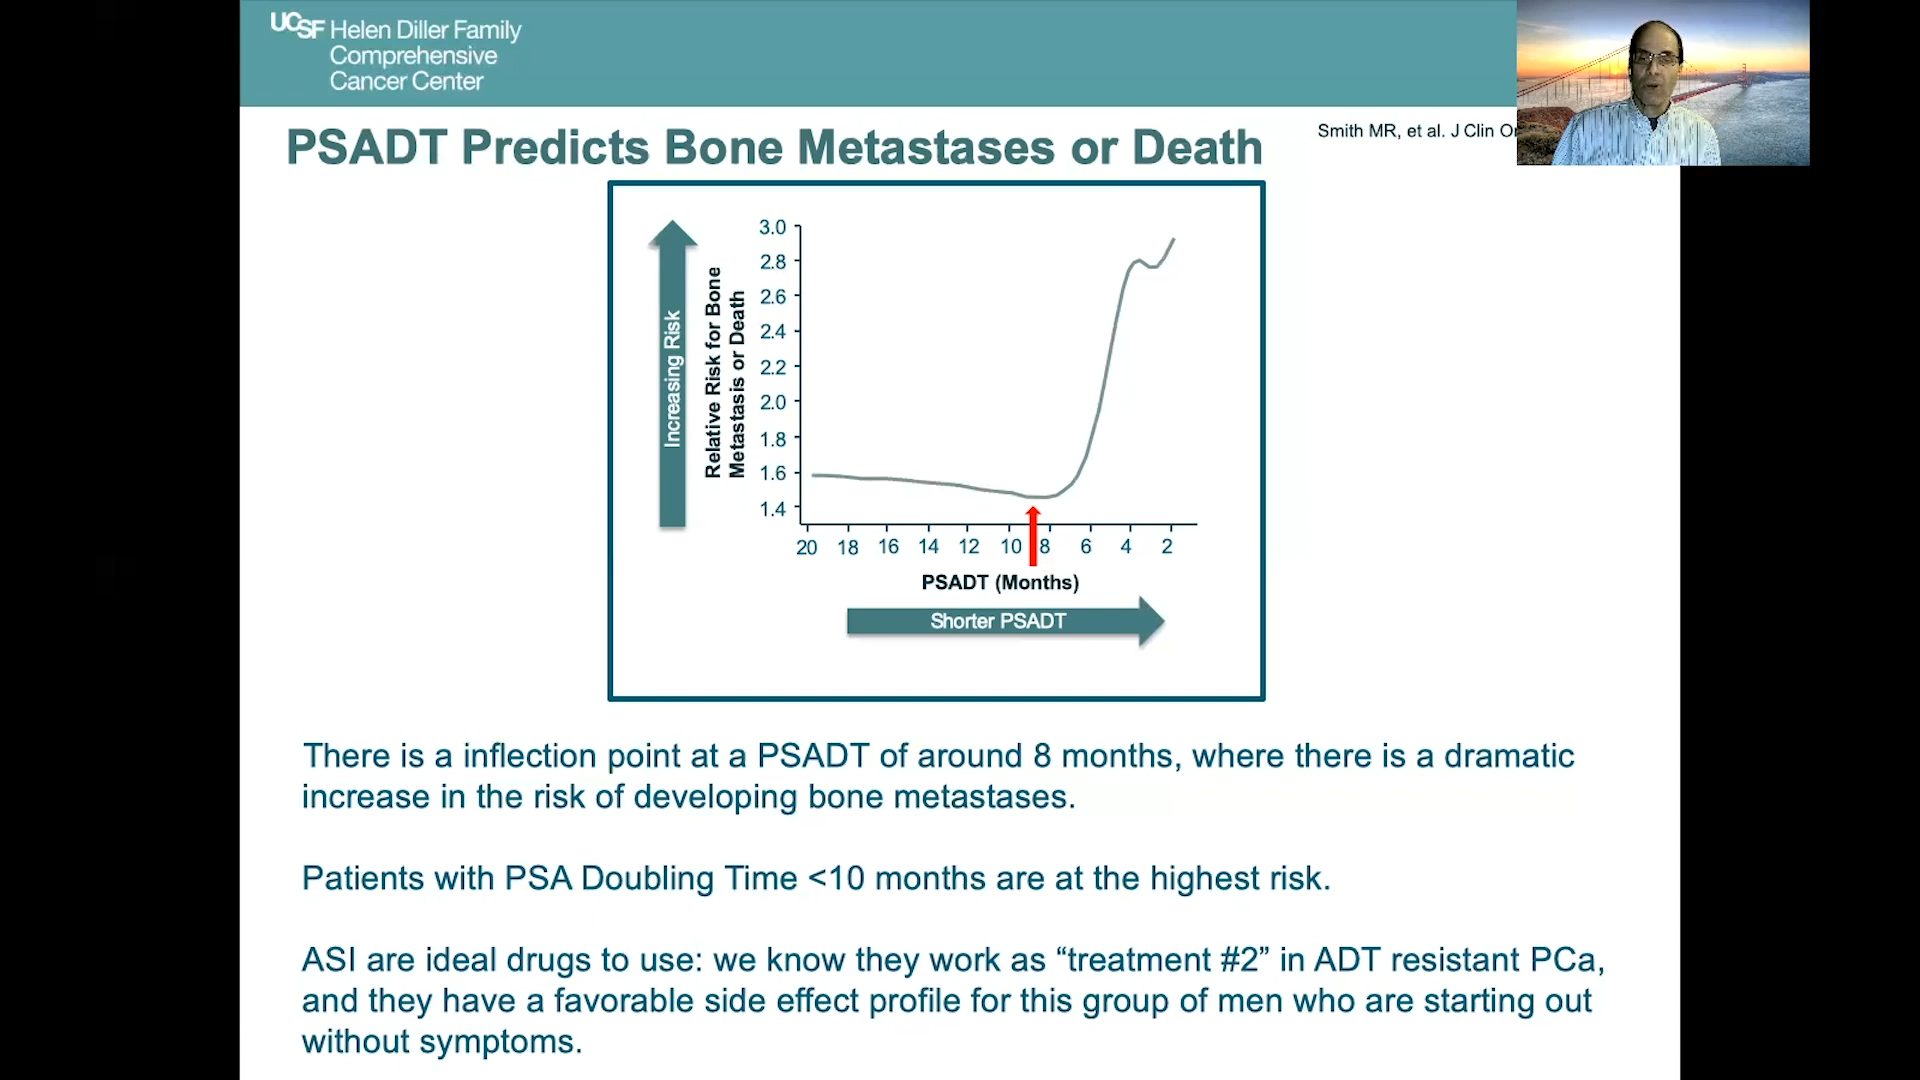 UCSF Helen Diller Family
Comprehensive
Cancer Center
PSADT Predicts Bone Metastases or Death
Smith MR, et al. J Clin
Increasing Risk
Relative Risk for Bone
Metastasis or Death
3.0
2.8
2.6
2.4
2.2
2.0
1.8
1.6
1.4
20 18 16 14 12 10 8 6 4 2
PSADT (Months)
Shorter PSADT
There is a inflection point at a PSADT of around 8 months, where there is a dramatic
increase in the risk of developing bone metastases.
Patients with PSA Doubling Time <10 months are at the highest risk.
ASI are ideal drugs to use: we know they work as “treatment #2” in ADT resistant PCa,
and they have a favorable side effect profile for this group of men who are starting out
without symptoms.